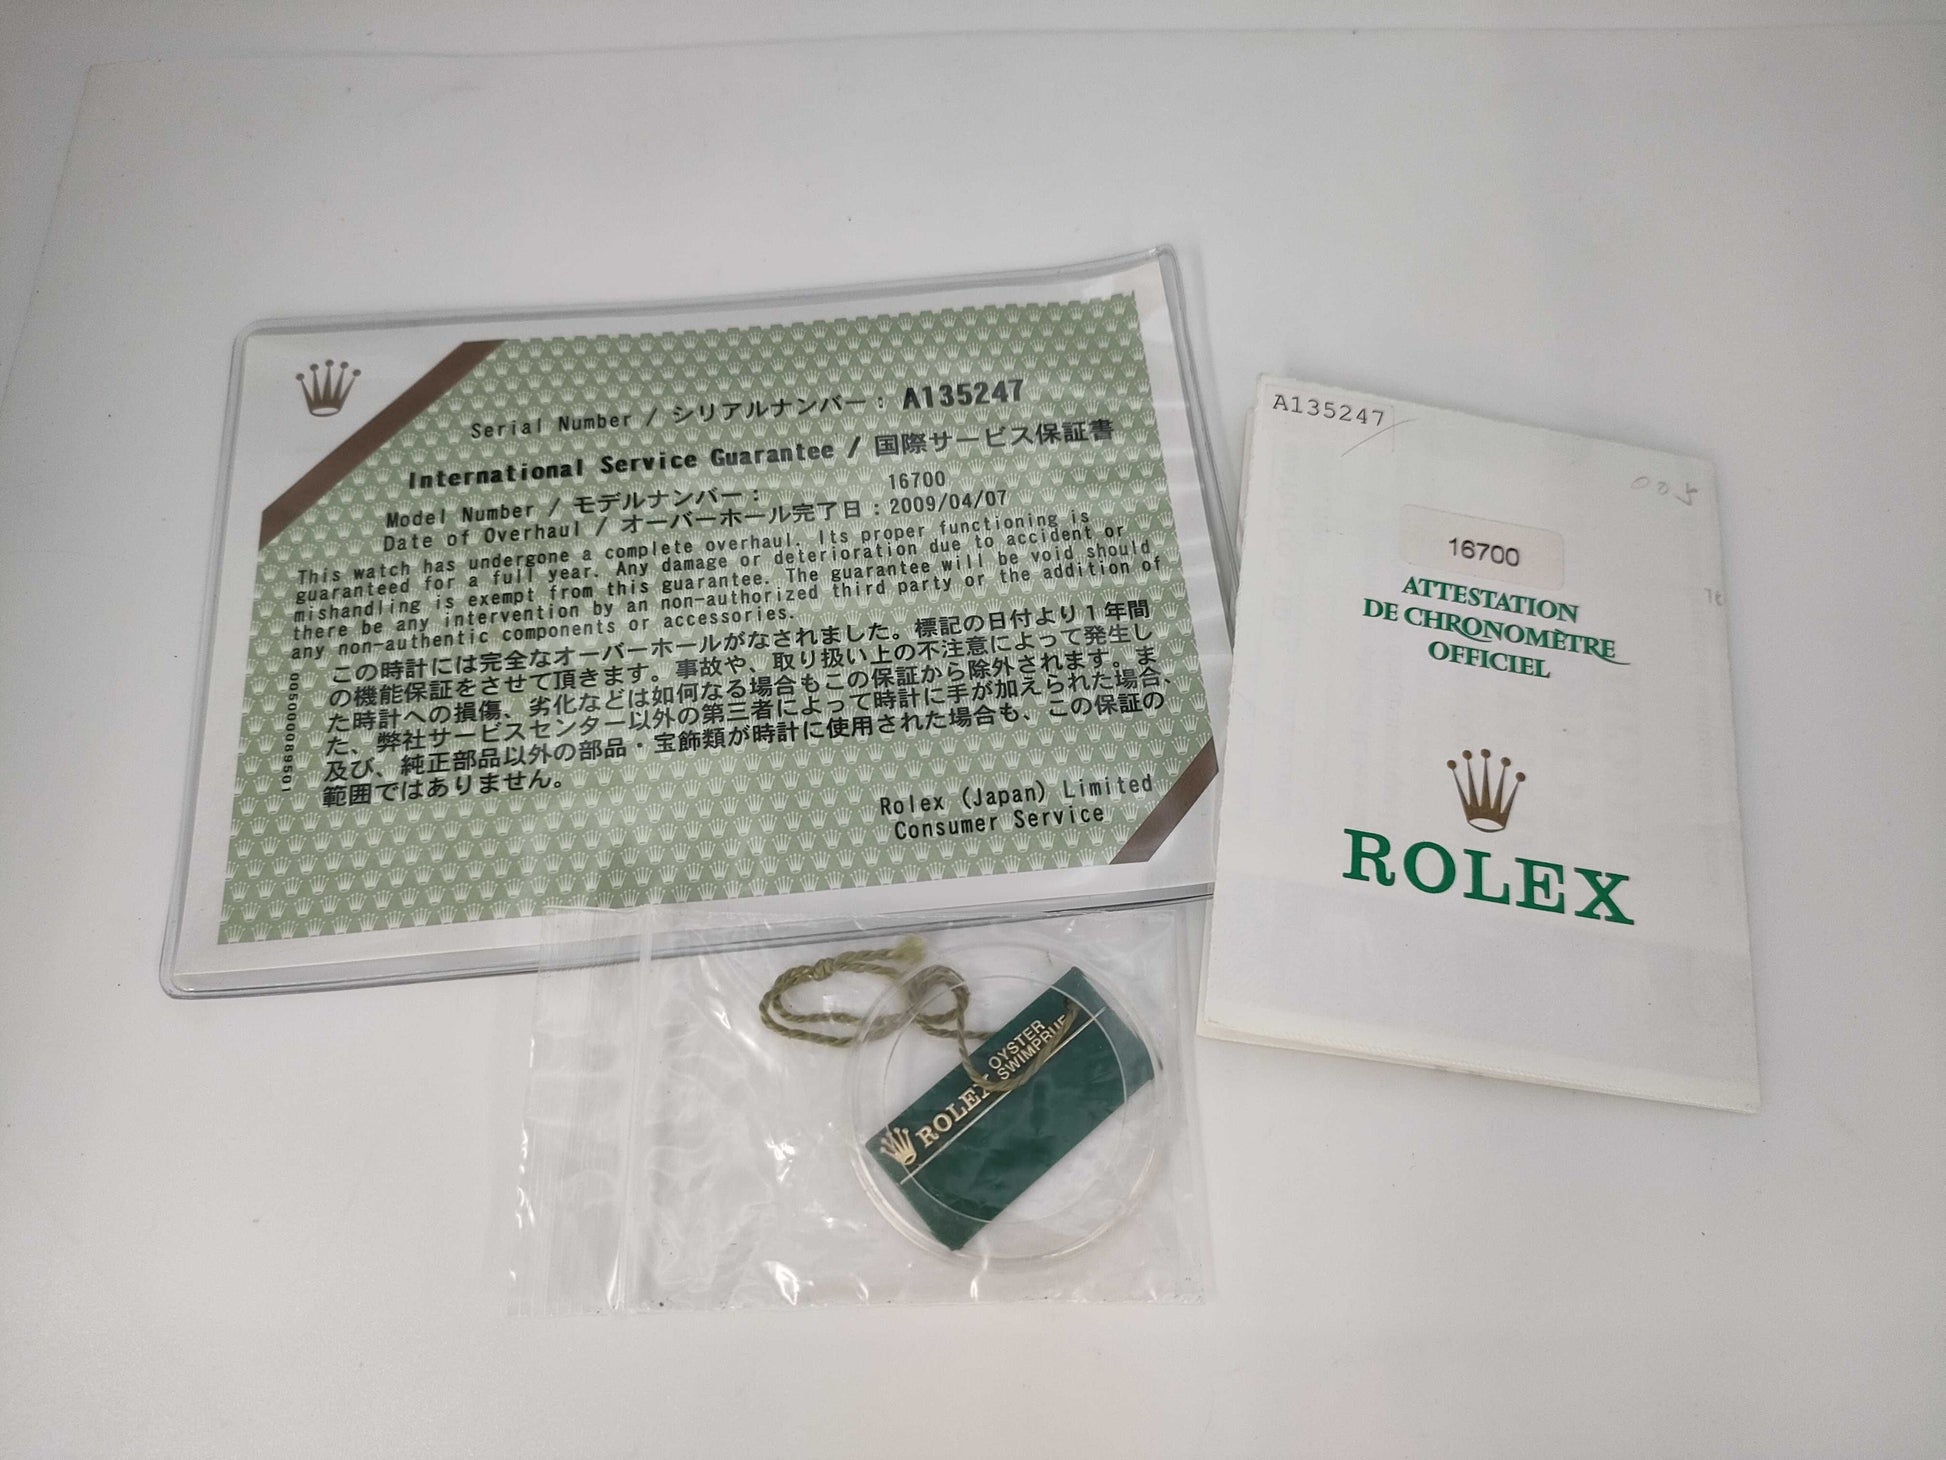 Serial Number / シリアルナンバー： A135247
International Service Guarantee / 国際サービス保証書
Model Number / モデルナンバー： 16700
Date of Overhaul / オーバーホール完了日：2009/04/07
This watch has undergone a complete overhaul. Its proper functioning is
guaranteed for a full year. Any damage or deterioration due to accident or
mishandling is exempt from this guarantee. The guarantee will be void should
there be any intervention by an non-authorized third party or the addition of
any non-authentic components or accessories.
この時計には完全なオーバーホールがなされました。標記の日付より１年間
の機能保証をさせて頂きます。事故や、取り扱い上の不注意によって発生し
た時計への損傷、劣化などは如何なる場合もこの保証から除外されます。ま
た、弊社サービスセンター以外の第三者によって時計に手が加えられた場合、
及び、純正部品以外の部品・宝飾類が時計に使用された場合も、この保証の
範囲ではありません。
Rolex (Japan) Limited
Consumer Service
A135247
005
16700
ATTESTATION
DE CHRONOMÈTRE
OFFICIEL
ROLEX
ROLEX
OYSTER
SWIMPRUF